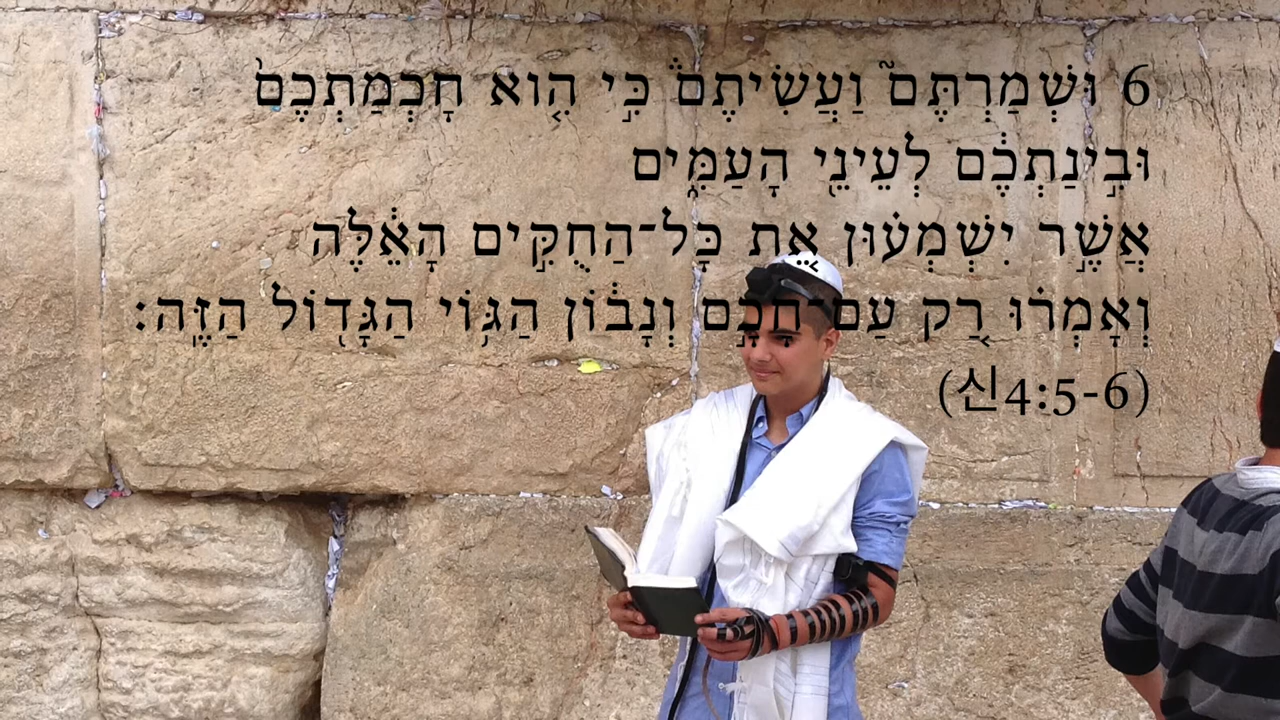 6 וּשְׁמַרְתֶּם֮ וַעֲשִׂיתֶם֒ כִּ֣י הִ֤וא חָכְמַתְכֶם֙
וּבִ֣ינַתְכֶ֔ם לְעֵינֵ֖י הָעַמִּ֑ים
אֲשֶׁ֣ר יִשְׁמְע֗וּן אֵ֚ת כָּל־הַחֻקִּ֣ים הָאֵ֔לֶּה
וְאָמְר֗וּ רַ֚ק עַם־חָכָ֣ם וְנָב֔וֹן הַגּ֥וֹי הַגָּד֖וֹל הַזֶּֽה׃
(신4:5-6)